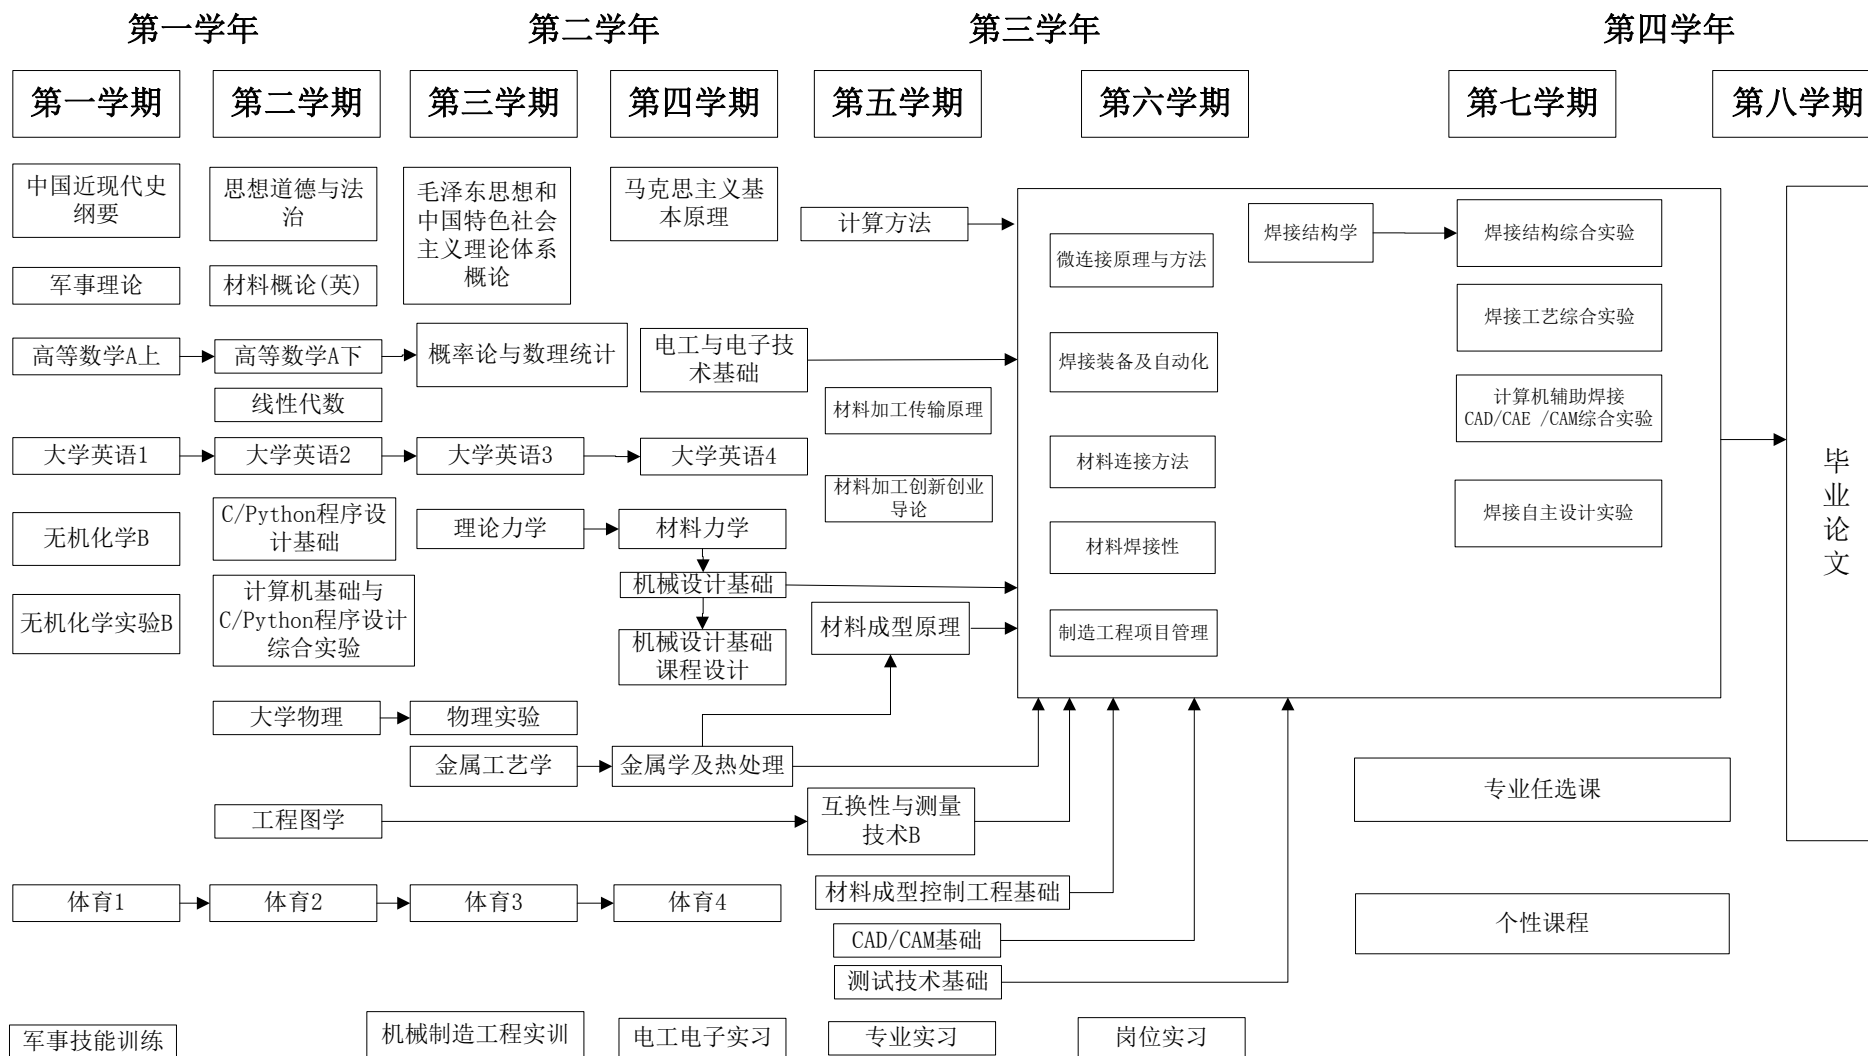 第一学年
第二学年
第三学年
第四学年
第一学期
第二学期
第三学期
第四学期
第五学期
第六学期
第七学期
第八学期
中国近现代史
纲要
思想道德与法
治
毛泽东思想和
中国特色社会
主义理论体系
概论
马克思主义基
本原理
计算方法
微连接原理与方法
焊接结构学
焊接结构综合实验
军事理论
材料概论(英)
焊接工艺综合实验
高等数学A上
高等数学A下
概率论与数理统计
电工与电子技
术基础
焊接装备及自动化
线性代数
材料加工传输原理
计算机辅助焊接
CAD/CAE /CAM综合实验
大学英语1
大学英语2
大学英语3
大学英语4
材料连接方法
毕
业
论
文
材料加工创新创业
导论
焊接自主设计实验
无机化学B
C/Python程序设
计基础
理论力学
材料力学
材料焊接性
机械设计基础
无机化学实验B
计算机基础与
C/Python程序设计
综合实验
机械设计基础
课程设计
材料成型原理
制造工程项目管理
大学物理
物理实验
金属工艺学
金属学及热处理
专业任选课
工程图学
互换性与测量
技术B
体育1
体育2
体育3
体育4
材料成型控制工程基础
个性课程
CAD/CAM基础
测试技术基础
军事技能训练
机械制造工程实训
电工电子实习
专业实习
岗位实习